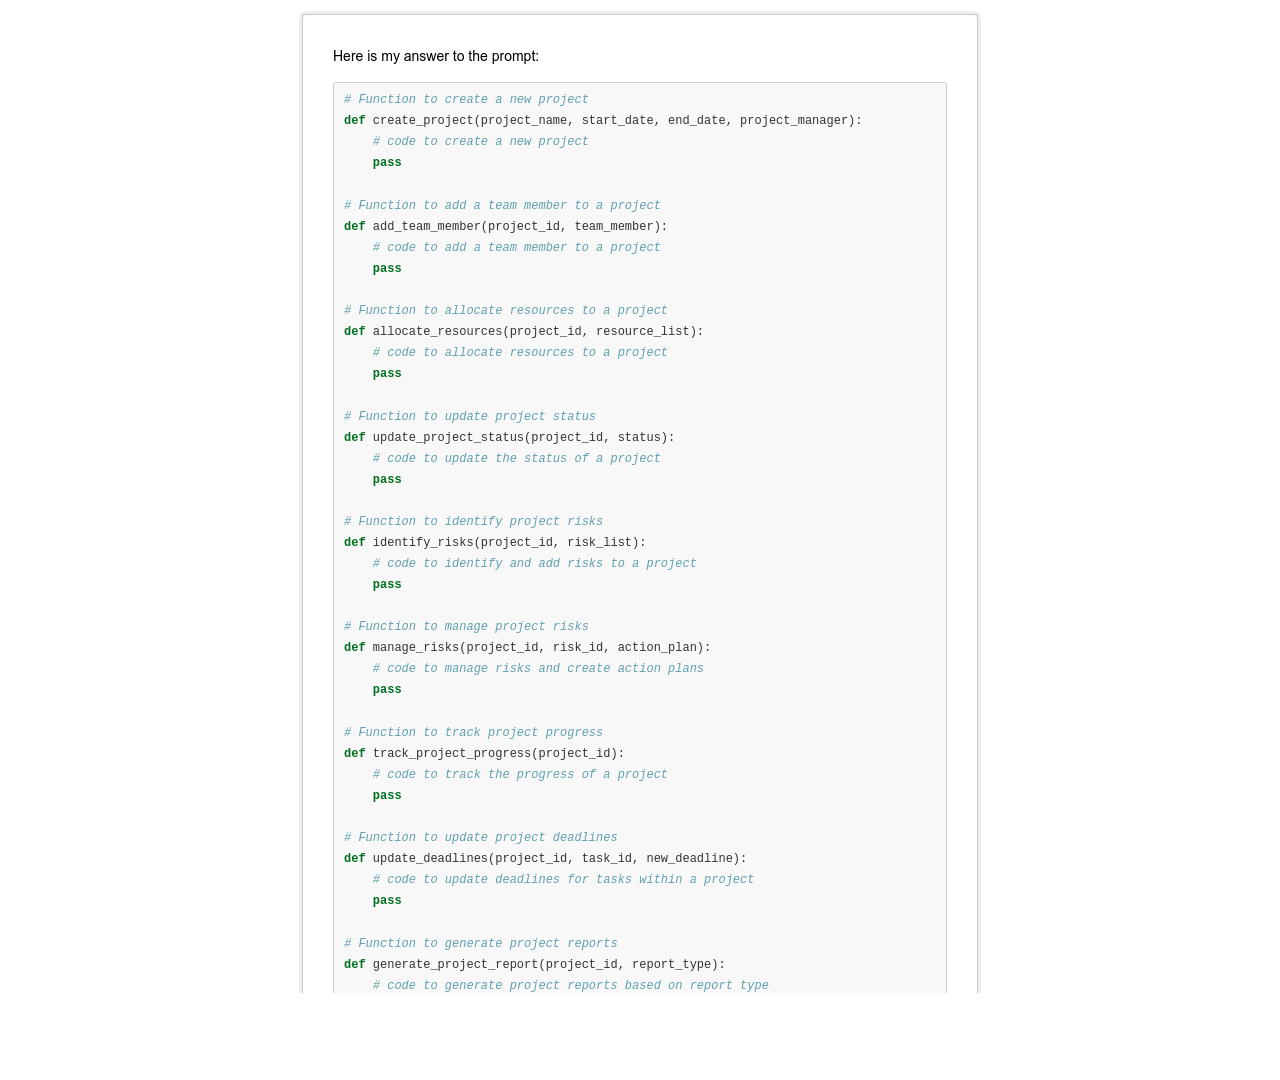 Here is my answer to the prompt:
# Function to create a new project
def create_project(project_name, start_date, end_date, project_manager):
    # code to create a new project
    pass

# Function to add a team member to a project
def add_team_member(project_id, team_member):
    # code to add a team member to a project
    pass

# Function to allocate resources to a project
def allocate_resources(project_id, resource_list):
    # code to allocate resources to a project
    pass

# Function to update project status
def update_project_status(project_id, status):
    # code to update the status of a project
    pass

# Function to identify project risks
def identify_risks(project_id, risk_list):
    # code to identify and add risks to a project
    pass

# Function to manage project risks
def manage_risks(project_id, risk_id, action_plan):
    # code to manage risks and create action plans
    pass

# Function to track project progress
def track_project_progress(project_id):
    # code to track the progress of a project
    pass

# Function to update project deadlines
def update_deadlines(project_id, task_id, new_deadline):
    # code to update deadlines for tasks within a project
    pass

# Function to generate project reports
def generate_project_report(project_id, report_type):
    # code to generate project reports based on report type